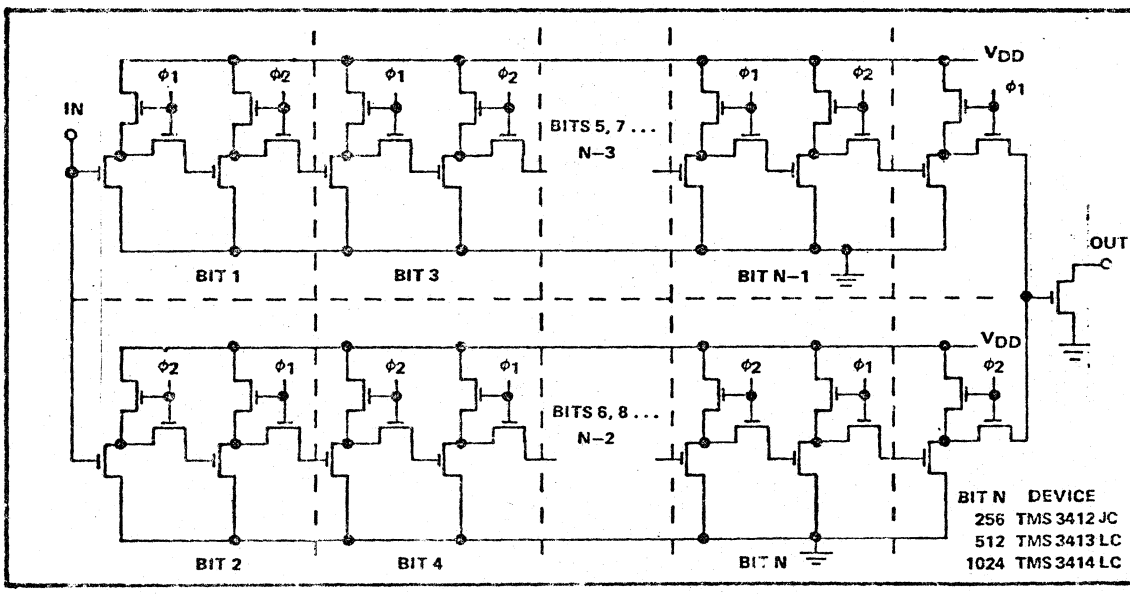 VDD
φ1 φ2 φ1 φ2 φ1 φ2 φ1
IN
BITS 5, 7 ...
N−3
OUT
BIT 1 BIT 3 BIT N−1
VDD
φ2 φ1 φ2 φ1 φ2 φ1 φ2
BITS 6, 8 ...
N−2
BIT N DEVICE
256 TMS 3412 JC
512 TMS 3413 LC
1024 TMS 3414 LC
BIT 2 BIT 4 BIT N